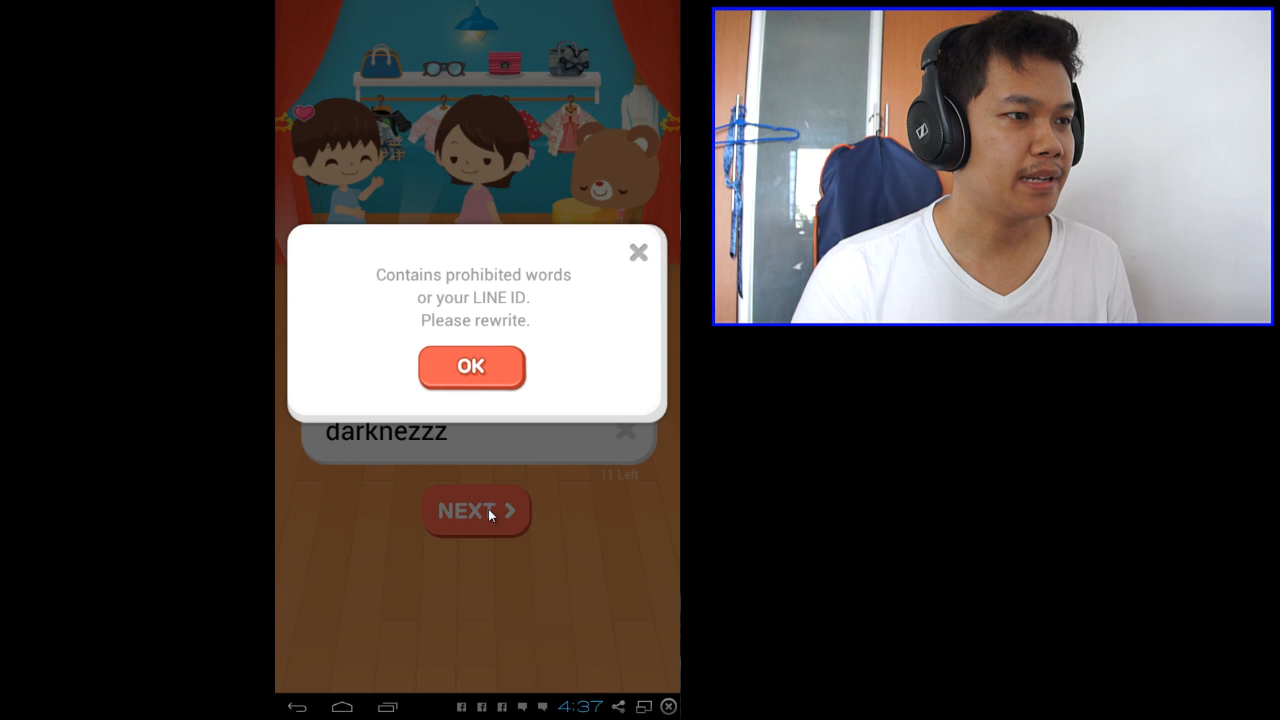 Contains prohibited words
or your LINE ID.
Please rewrite.
OK
darknezzz
11 Left
NEXT
4:37